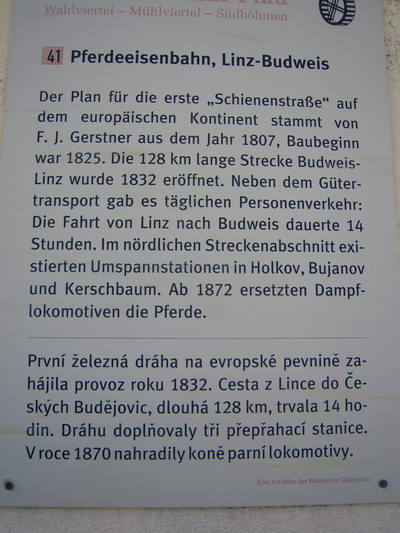 Waldviertel – Mühlviertel – Südböhmen
41 Pferdeeisenbahn, Linz-Budweis
Der Plan für die erste „Schienenstraße“ auf
dem europäischen Kontinent stammt von
F. J. Gerstner aus dem Jahr 1807, Baubeginn
war 1825. Die 128 km lange Strecke Budweis-
Linz wurde 1832 eröffnet. Neben dem Güter-
transport gab es täglichen Personenverkehr:
Die Fahrt von Linz nach Budweis dauerte 14
Stunden. Im nördlichen Streckenabschnitt exi-
stierten Umspannstationen in Holkov, Bujanov
und Kerschbaum. Ab 1872 ersetzten Dampf-
lokomotiven die Pferde.
První železná dráha na evropské pevnině za-
hájila provoz roku 1832. Cesta z Lince do Če-
ských Budějovic, dlouhá 128 km, trvala 14 ho-
din. Dráhu doplňovaly tři přepřahací stanice.
V roce 1870 nahradily koně parní lokomotivy.
Eine Initiative der Waldviertel Akademie